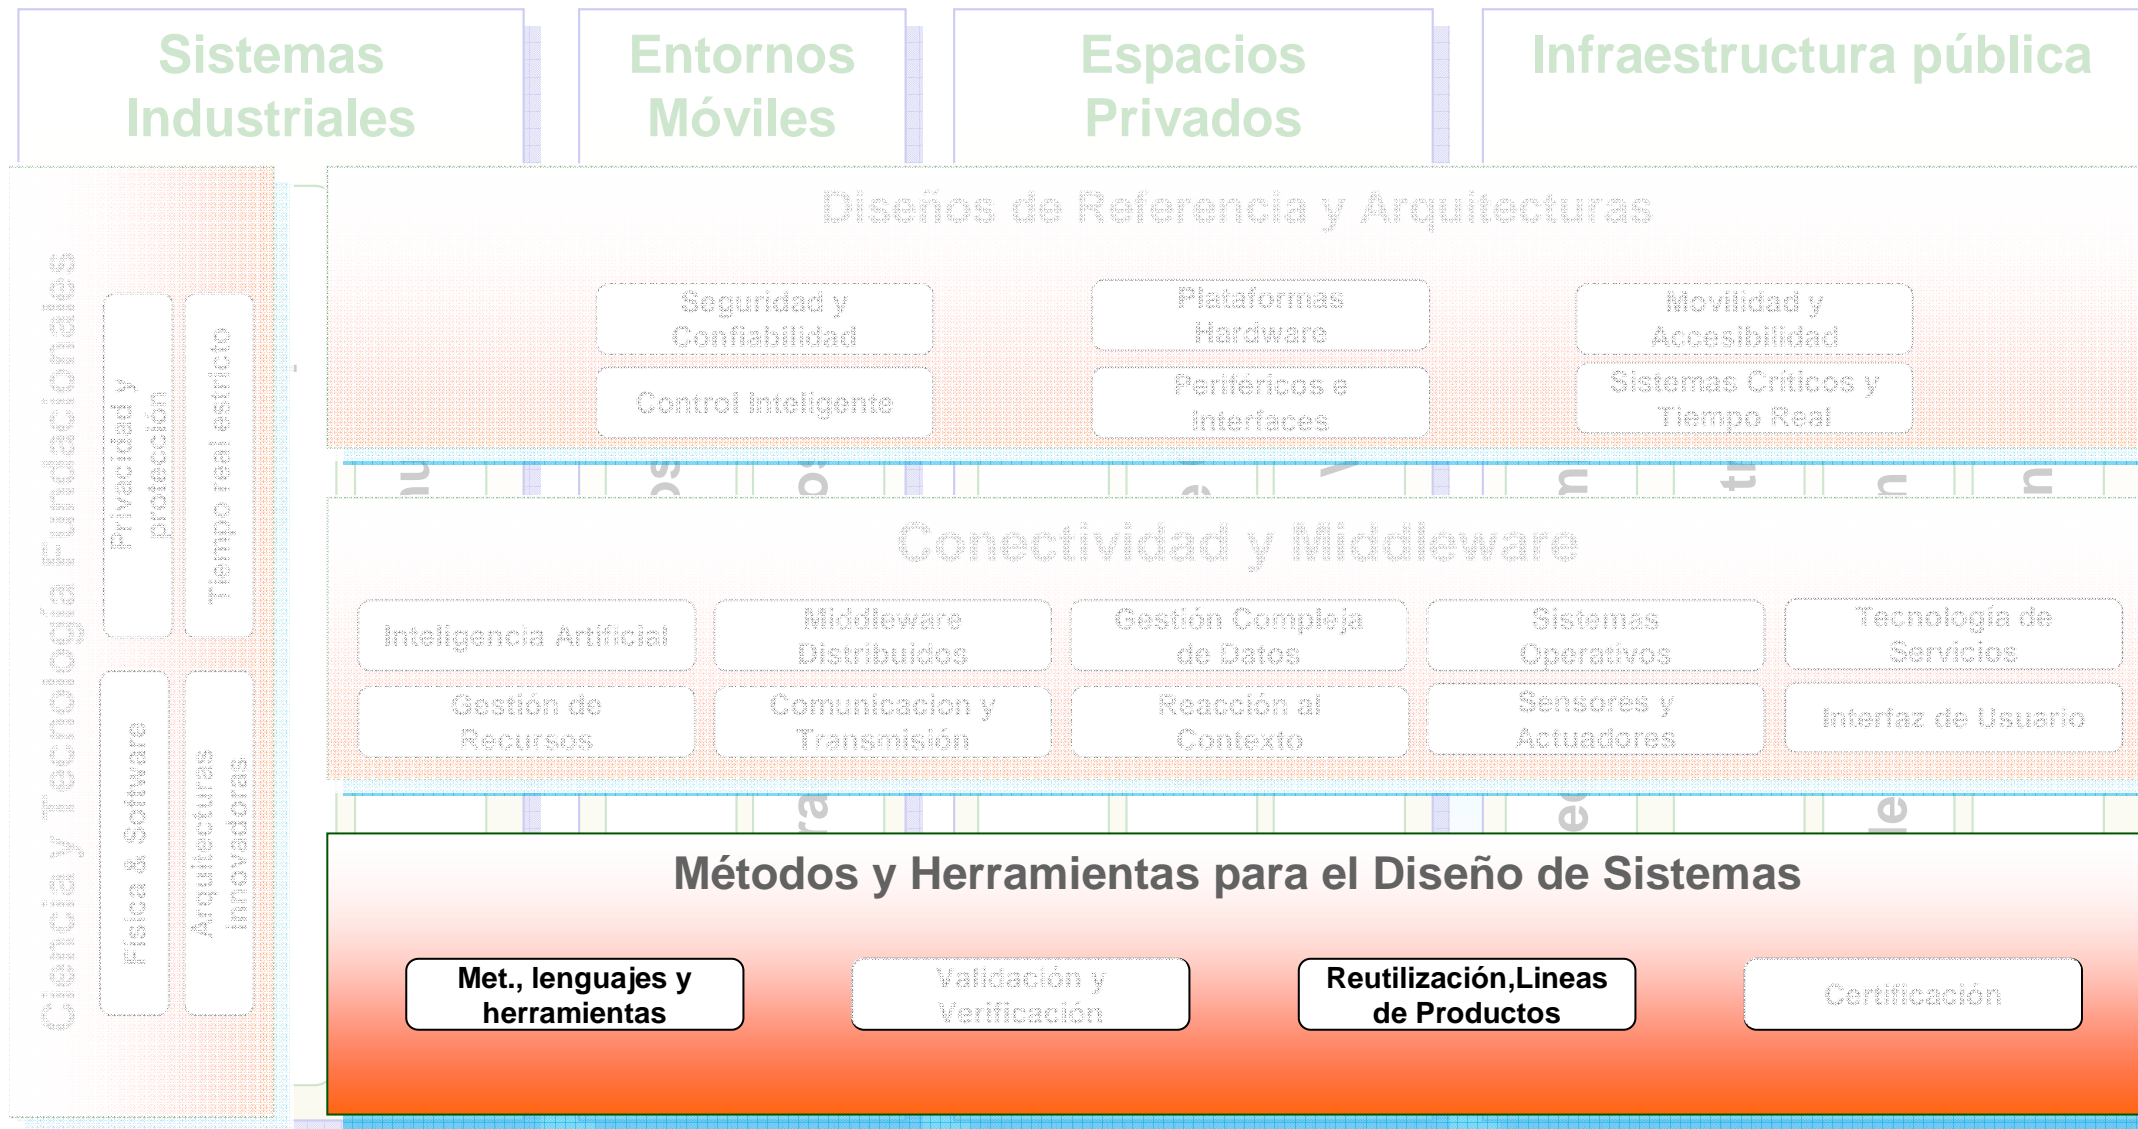 Sistemas
Industriales
Entornos
Móviles
Espacios
Privados
Infraestructura pública
Ciencia y Tecnología Fundacionales
Privacidad y
protección
Tiempo real estricto
Física & Software
Arquitecturas
innovadoras
Diseños de Referencia y Arquitecturas
Seguridad y
Confiabilidad
Plataformas
Hardware
Movilidad y
Accesibilidad
Control inteligente
Periféricos e
Interfaces
Sistemas Críticos y
Tiempo Real
Conectividad y Middleware
Inteligencia Artificial
Middleware
Distribuidos
Gestión Compleja
de Datos
Sistemas
Operativos
Tecnología de
Servicios
Gestión de
Recursos
Comunicacion y
Transmisión
Reacción al
Contexto
Sensores y
Actuadores
Interfaz de Usuario
Métodos y Herramientas para el Diseño de Sistemas
Met., lenguajes y
herramientas
Validación y
Verificación
Reutilización,Lineas
de Productos
Certificación